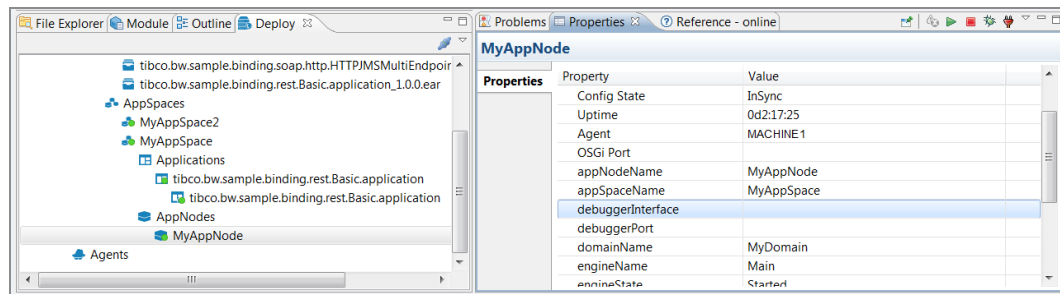 File Explorer Module Outline Deploy
tibco.bw.sample.binding.soap.http.HTTPJMSMultiEndpoir
tibco.bw.sample.binding.rest.Basic.application_1.0.0.ear
AppSpaces
MyAppSpace2
MyAppSpace
Applications
tibco.bw.sample.binding.rest.Basic.application
tibco.bw.sample.binding.rest.Basic.application
AppNodes
MyAppNode
Agents
Problems Properties Reference - online
MyAppNode
Properties
Property Value
Config State InSync
Uptime 0d2:17:25
Agent MACHINE1
OSGi Port
appNodeName MyAppNode
appSpaceName MyAppSpace
debuggerInterface
debuggerPort
domainName MyDomain
engineName Main
engineState Started